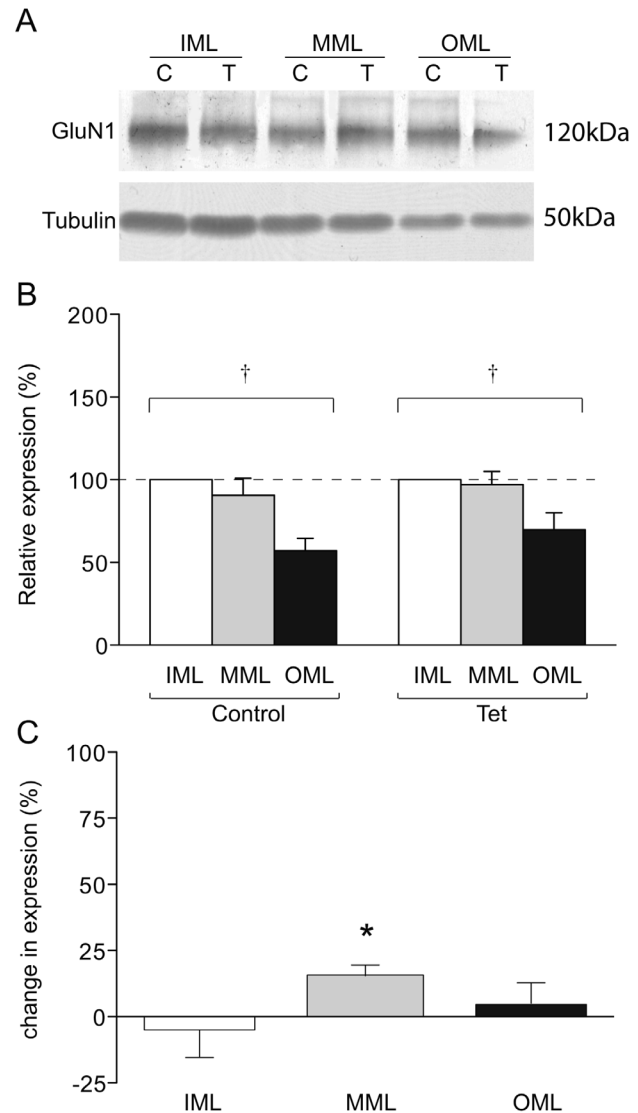 A
IML MML OML
C T C T C T
GluN1 120kDa
Tubulin 50kDa
B
Relative expression (%)
200
150
100
50
0
† †
IML MML OML IML MML OML
Control Tet
C
change in expression (%)
100
75
50
25
0
-25
*
IML MML OML